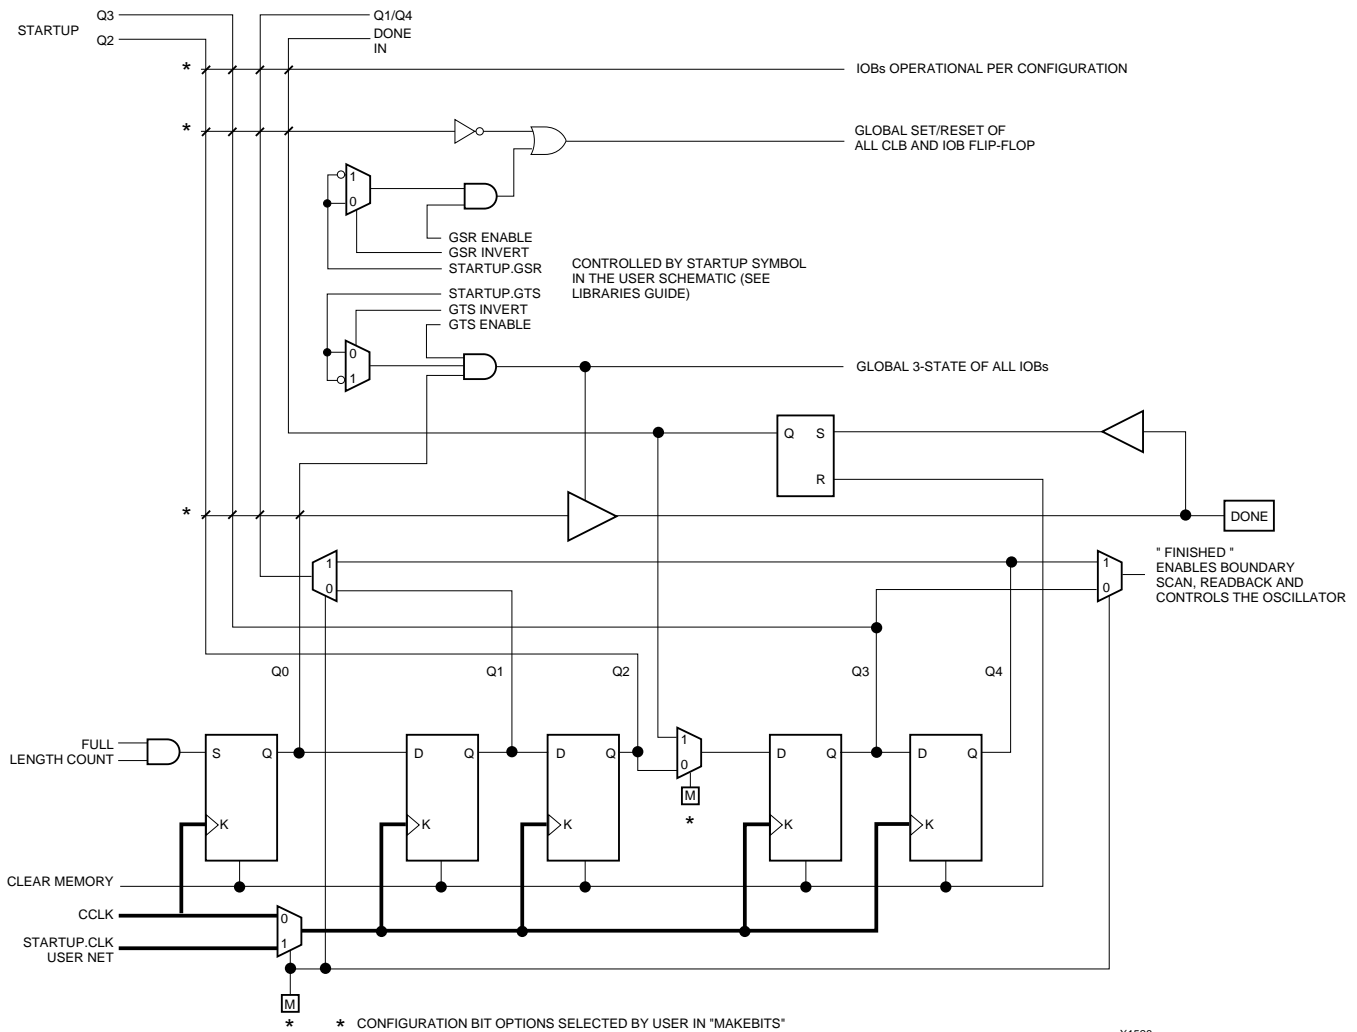 Q3
Q1/Q4
STARTUP
Q2
DONE
IN
*
IOBs OPERATIONAL PER CONFIGURATION
*
GLOBAL SET/RESET OF
ALL CLB AND IOB FLIP-FLOP
1
0
GSR ENABLE
GSR INVERT
STARTUP.GSR
CONTROLLED BY STARTUP SYMBOL
IN THE USER SCHEMATIC (SEE
LIBRARIES GUIDE)
STARTUP.GTS
GTS INVERT
GTS ENABLE
0
1
GLOBAL 3-STATE OF ALL IOBs
Q S
R
*
DONE
" FINISHED "
ENABLES BOUNDARY
SCAN, READBACK AND
CONTROLS THE OSCILLATOR
1
0
1
0
Q0
Q1
Q2
Q3
Q4
FULL
LENGTH COUNT
S Q
K
D Q
K
D Q
K
1
0
M
*
D Q
K
D Q
K
CLEAR MEMORY
CCLK
0
1
STARTUP.CLK
USER NET
M
*
* CONFIGURATION BIT OPTIONS SELECTED BY USER IN "MAKEBITS"